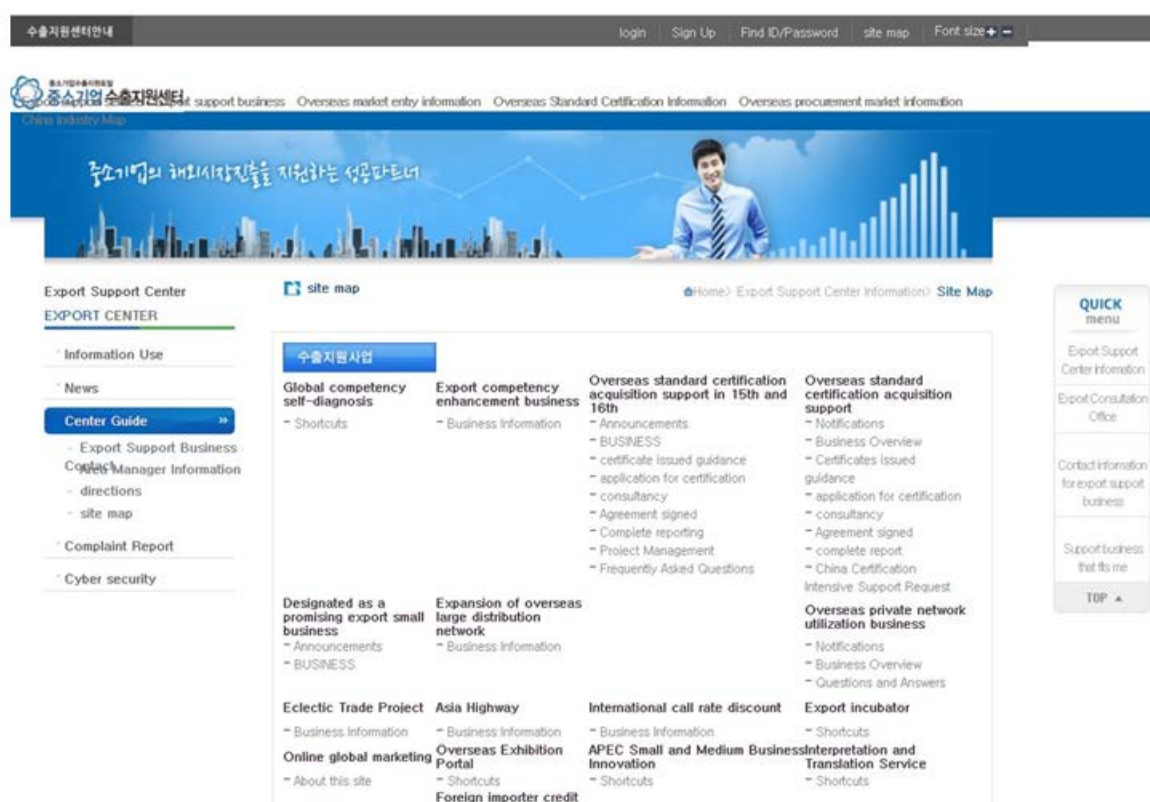 수출지원센터안내
login
Sign Up
Find ID/Password
site map
Font size
중소기업 수출지원센터
support business
Overseas market entry information
Overseas Standard Certification Information
Overseas procurement market information
China Industry Map
중소기업의 해외시장진출을 지원하는 성공파트너
Export Support Center
EXPORT CENTER
Information Use
News
Center Guide »
- Export Support Business
Contact
Area Manager Information
- directions
- site map
Complaint Report
Cyber security
site map
Home> Export Support Center Information> Site Map
수출지원사업
Global competency
self-diagnosis
- Shortcuts
Export competency
enhancement business
- Business Information
Overseas standard certification
acquisition support in 15th and
16th
- Announcements
- BUSINESS
- certificate issued guidance
- application for certification
- consultancy
- Agreement signed
- Complete reporting
- Project Management
- Frequently Asked Questions
Overseas standard
certification acquisition
support
- Notifications
- Business Overview
- Certificates issued
guidance
- application for certification
- consultancy
- Agreement signed
- complete report
- China Certification
Intensive Support Request
Designated as a
promising export small
business
- Announcements
- BUSINESS
Expansion of overseas
large distribution
network
- Business Information
Overseas private network
utilization business
- Notifications
- Business Overview
- Questions and Answers
Eclectic Trade Project
- Business Information
Asia Highway
- Business Information
International call rate discount
- Business Information
Export incubator
- Shortcuts
Online global marketing
- About this site
Overseas Exhibition
Portal
- Shortcuts
APEC Small and Medium Business
Innovation
- Shortcuts
Interpretation and
Translation Service
- Shortcuts
Foreign importer credit
QUICK
menu
Export Support
Center Information
Export Consultation
Office
Contact information
for export support
business
Support business
that fits me
TOP ▲